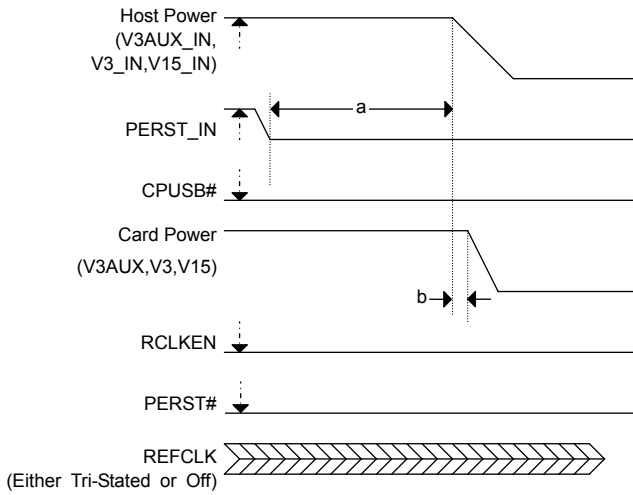 Host Power
(V3AUX_IN,
V3_IN,V15_IN)
a
PERST_IN
CPUSB#
Card Power
(V3AUX,V3,V15)
b
RCLKEN
PERST#
REFCLK
(Either Tri-Stated or Off)